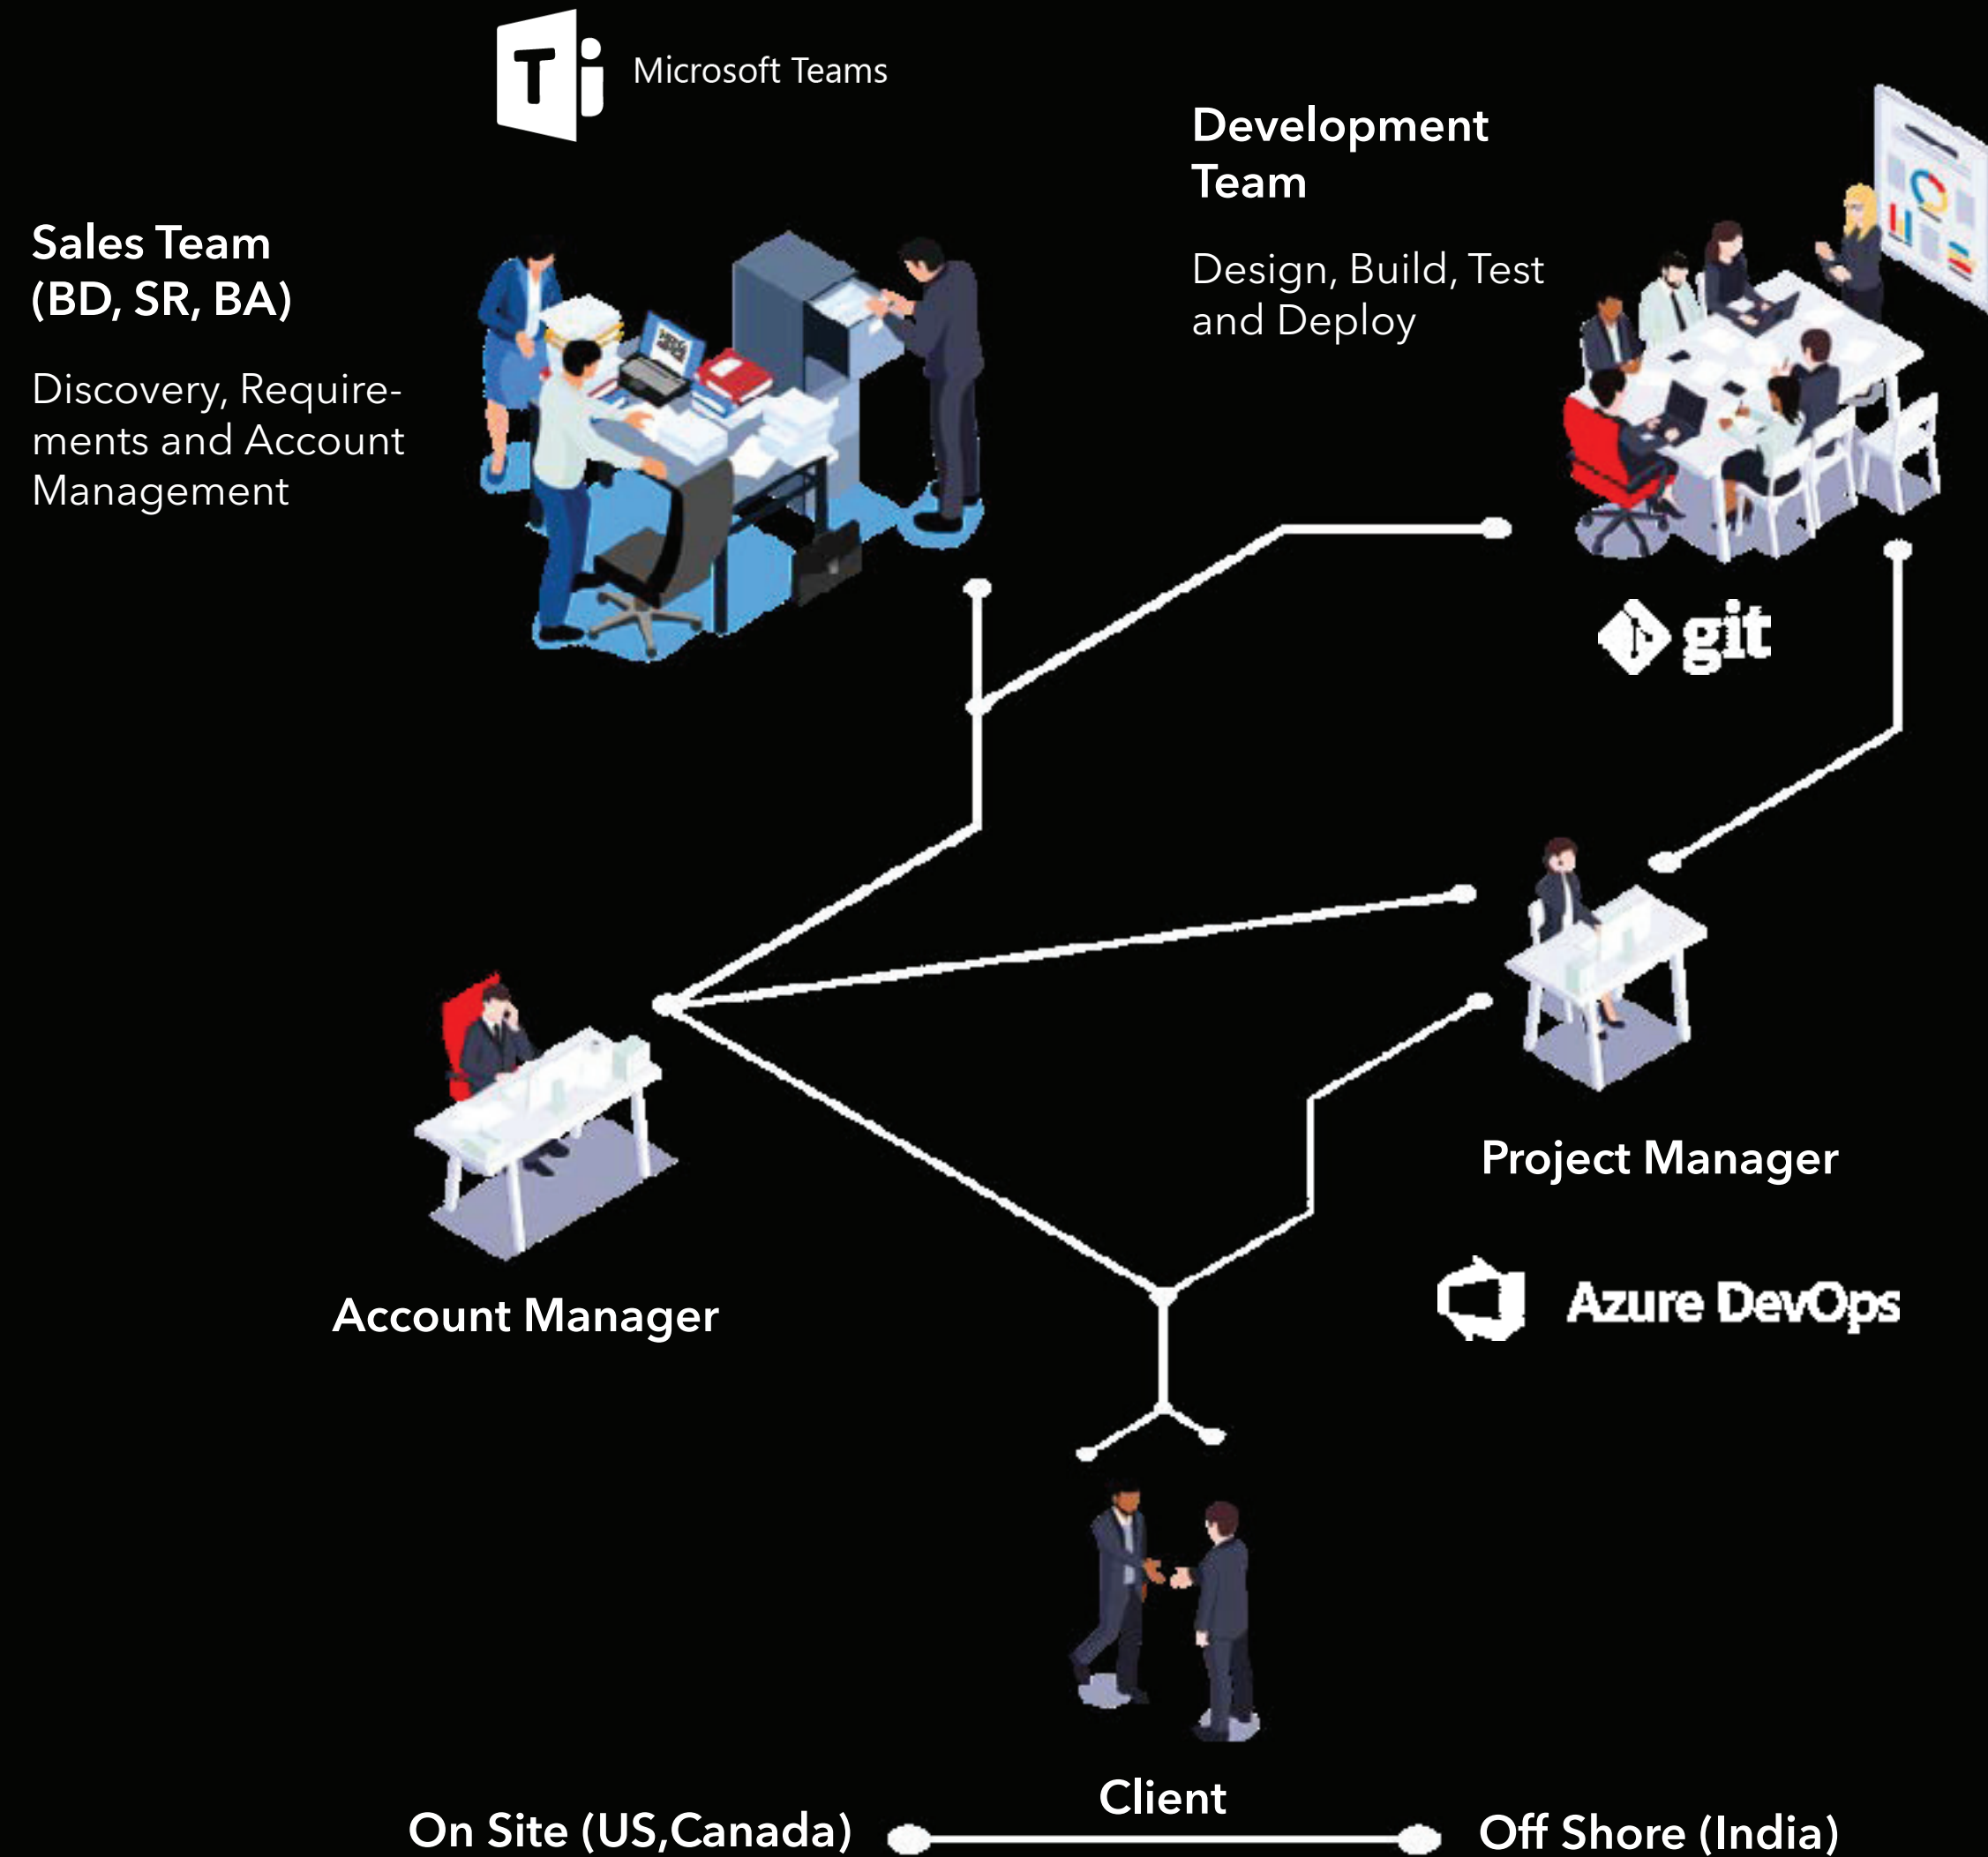 Microsoft Teams
Development
Team
Design, Build, Test
and Deploy
Sales Team
(BD, SR, BA)
Discovery, Require-
ments and Account
Management
git
Project Manager
Azure DevOps
Account Manager
Client
On Site (US,Canada)
Off Shore (India)